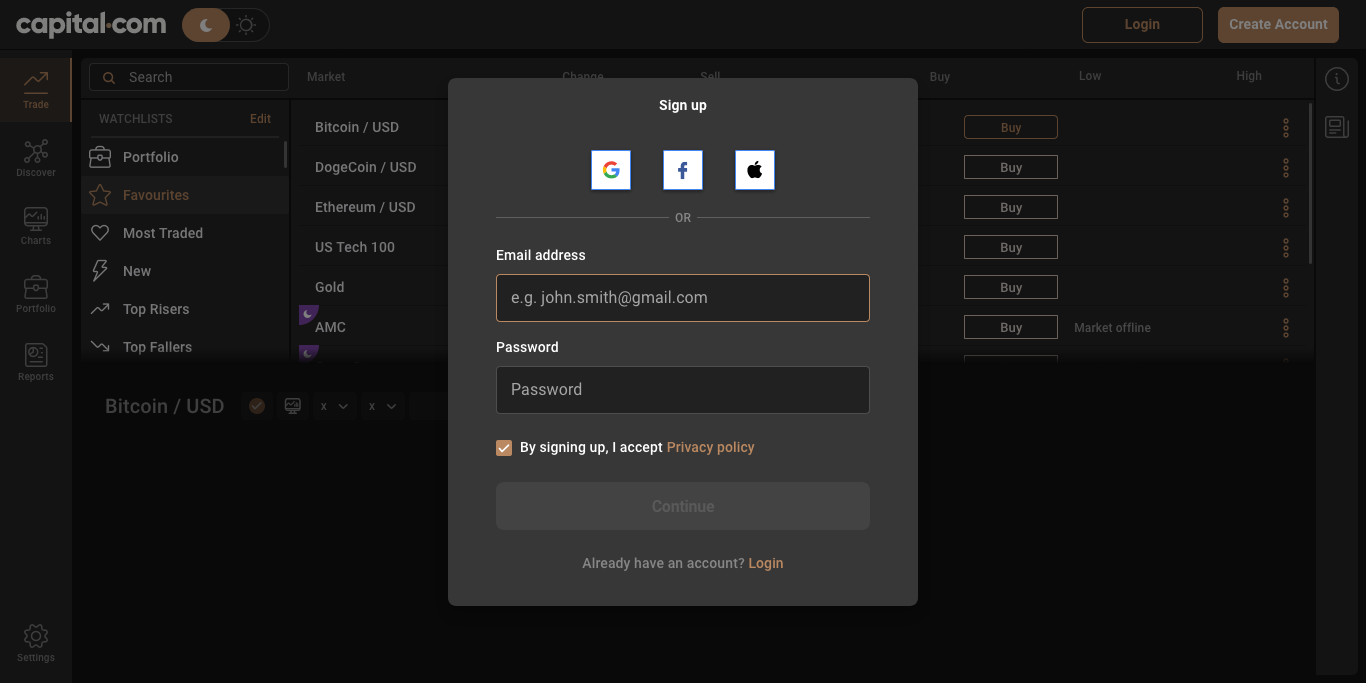 capital.com
Login
Create Account
Trade
Discover
Charts
Portfolio
Reports
Settings
Search
WATCHLISTS Edit
Portfolio
Favourites
Most Traded
New
Top Risers
Top Fallers
Market Change Sell Buy Low High
Bitcoin / USD Buy
DogeCoin / USD Buy
Ethereum / USD Buy
US Tech 100 Buy
Gold Buy
AMC Buy Market offline
Bitcoin / USD x x
Sign up
OR
Email address
e.g. john.smith@gmail.com
Password
Password
By signing up, I accept Privacy policy
Continue
Already have an account? Login